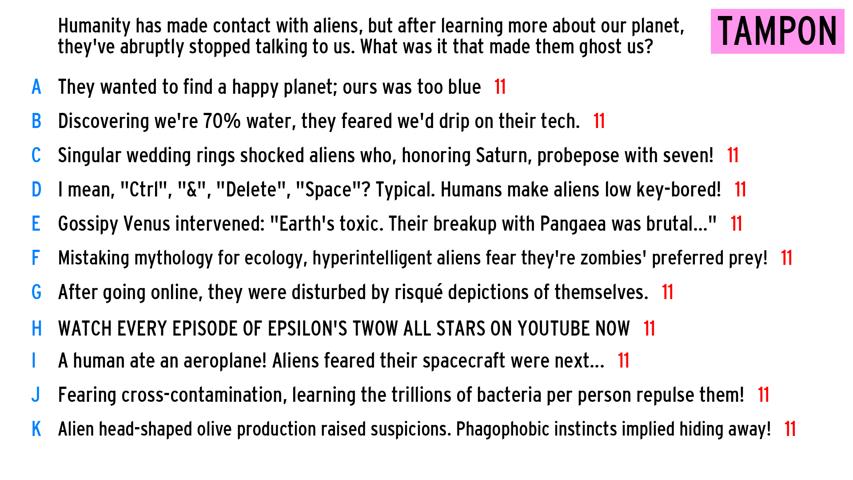 Humanity has made contact with aliens, but after learning more about our planet,
they've abruptly stopped talking to us. What was it that made them ghost us?
TAMPON
A They wanted to find a happy planet; ours was too blue 11
B Discovering we're 70% water, they feared we'd drip on their tech. 11
C Singular wedding rings shocked aliens who, honoring Saturn, probepose with seven! 11
D I mean, "Ctrl", "&", "Delete", "Space"? Typical. Humans make aliens low key-bored! 11
E Gossipy Venus intervened: "Earth's toxic. Their breakup with Pangaea was brutal..." 11
F Mistaking mythology for ecology, hyperintelligent aliens fear they're zombies' preferred prey! 11
G After going online, they were disturbed by risqué depictions of themselves. 11
H WATCH EVERY EPISODE OF EPSILON'S TWOW ALL STARS ON YOUTUBE NOW 11
I A human ate an aeroplane! Aliens feared their spacecraft were next... 11
J Fearing cross-contamination, learning the trillions of bacteria per person repulse them! 11
K Alien head-shaped olive production raised suspicions. Phagophobic instincts implied hiding away! 11